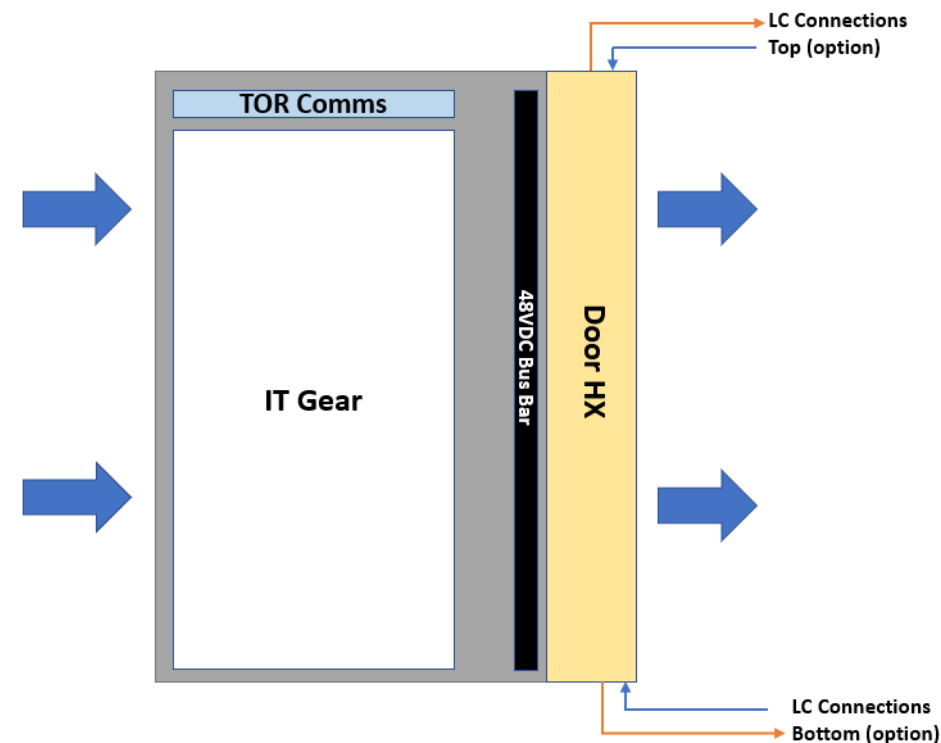 LC Connections
Top (option)
TOR Comms
48VDC Bus Bar
Door HX
IT Gear
LC Connections
Bottom (option)